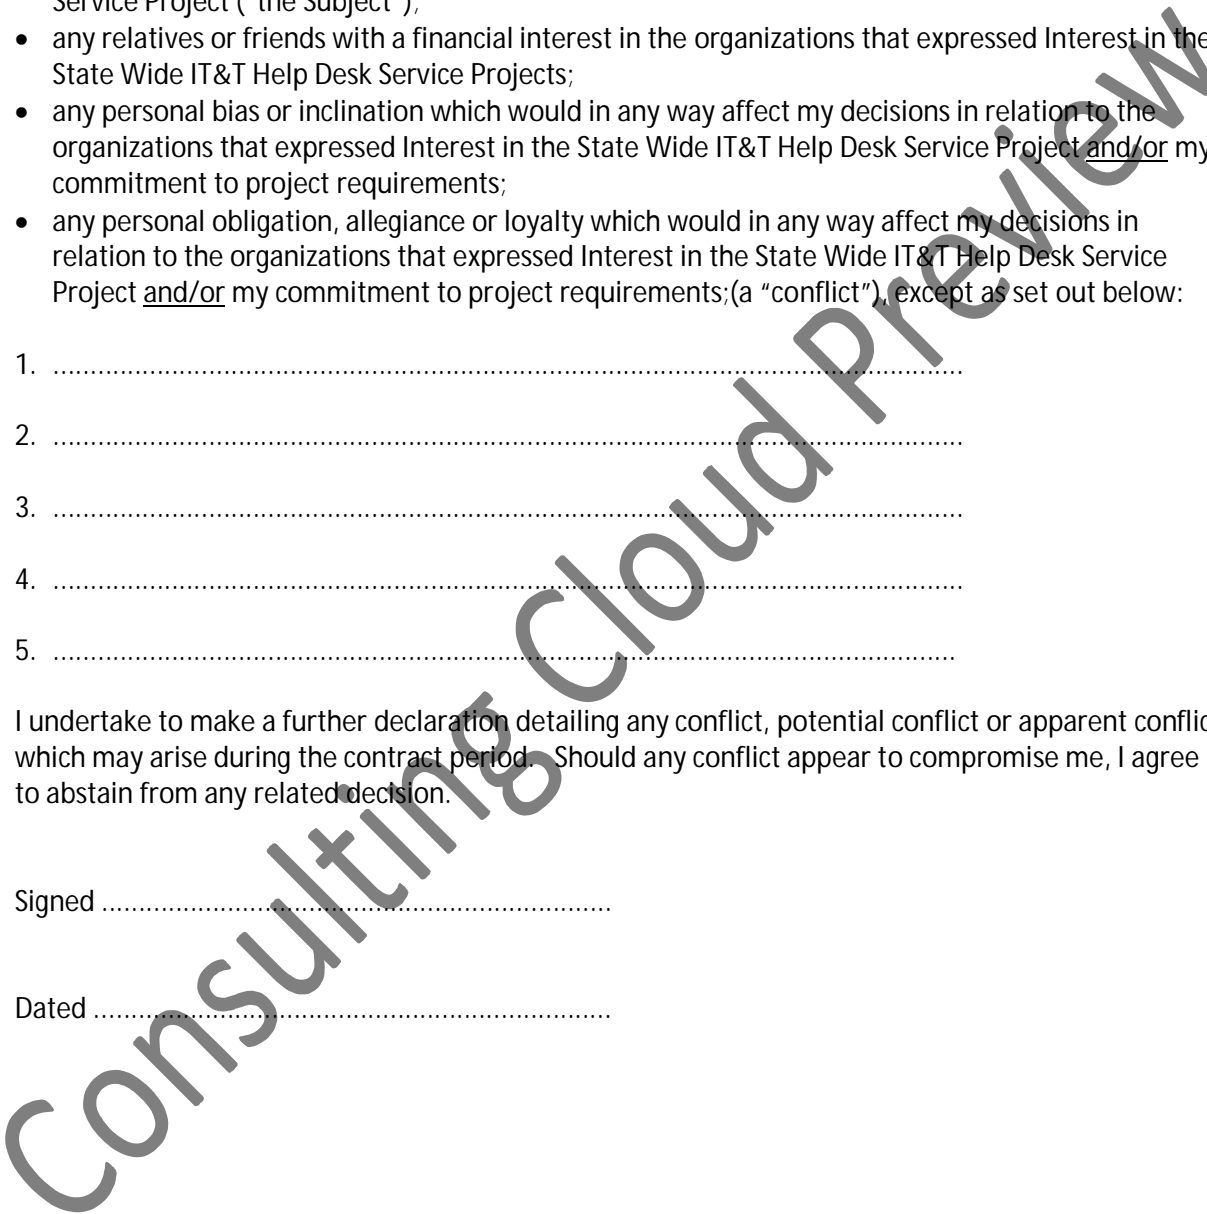 Service Project ("the Subject");
• any relatives or friends with a financial interest in the organizations that expressed Interest in the
State Wide IT&T Help Desk Service Projects;
• any personal bias or inclination which would in any way affect my decisions in relation to the
organizations that expressed Interest in the State Wide IT&T Help Desk Service Project and/or my
commitment to project requirements;
• any personal obligation, allegiance or loyalty which would in any way affect my decisions in
relation to the organizations that expressed Interest in the State Wide IT&T Help Desk Service
Project and/or my commitment to project requirements;(a “conflict”), except as set out below:
1. ....................................................................................................................
2. ....................................................................................................................
3. ....................................................................................................................
4. ....................................................................................................................
5. ...................................................................................................................
I undertake to make a further declaration detailing any conflict, potential conflict or apparent conflic
which may arise during the contract period. Should any conflict appear to compromise me, I agree
to abstain from any related decision.
Signed .................................................................
Dated ..................................................................
Consulting Cloud Preview